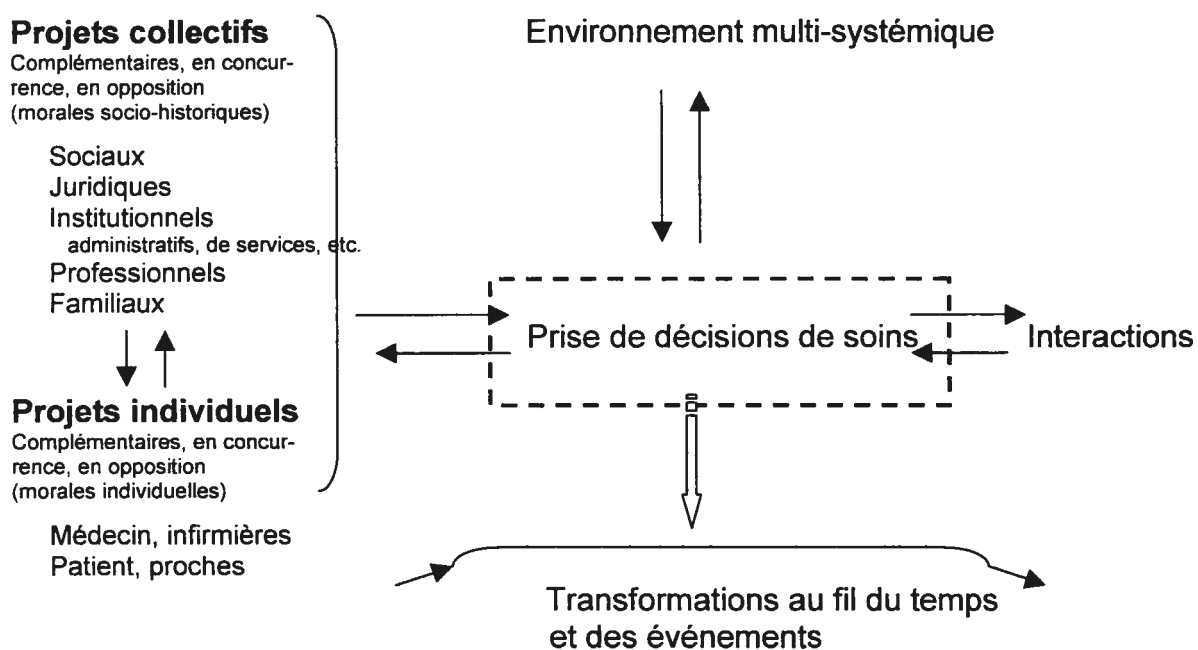 Projets collectifs
Complémentaires, en concur-
rence, en opposition
(morales socio-historiques)
Sociaux
Juridiques
Institutionnels
administratifs, de services, etc.
Professionnels
Familiaux
Projets individuels
Complémentaires, en concur-
rence, en opposition
(morales individuelles)
Médecin, infirmières
Patient, proches
Environnement multi-systémique
Prise de décisions de soins
Interactions
Transformations au fil du temps
et des événements